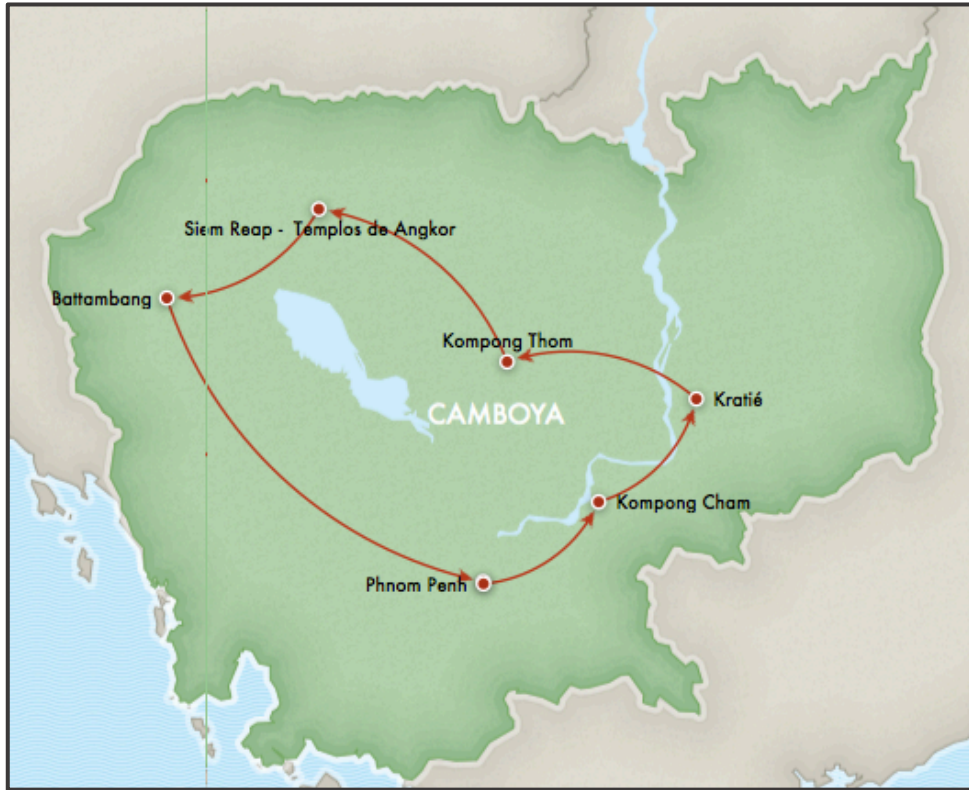 Siem Reap - Templos de Angkor
Battambang
Kompong Thom
Kratié
CAMBOYA
Kompong Cham
Phnom Penh